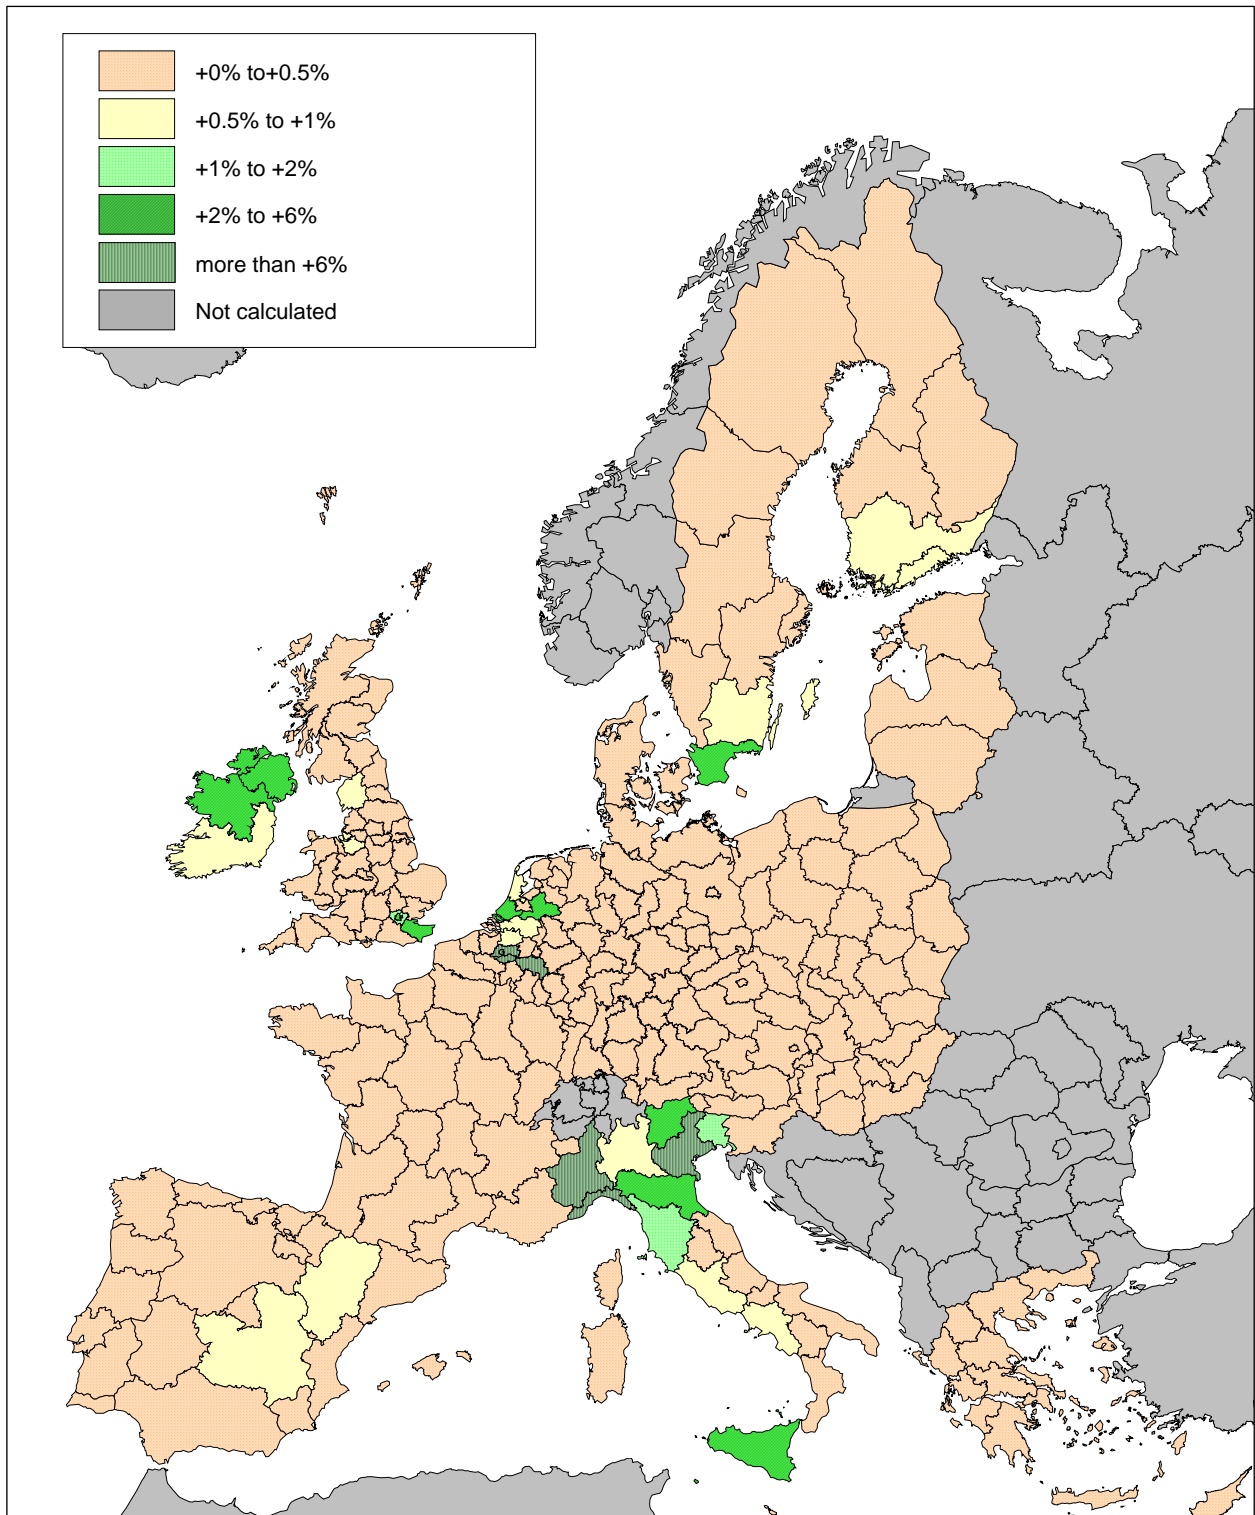 +0% to+0.5%
+0.5% to +1%
+1% to +2%
+2% to +6%
more than +6%
Not calculated